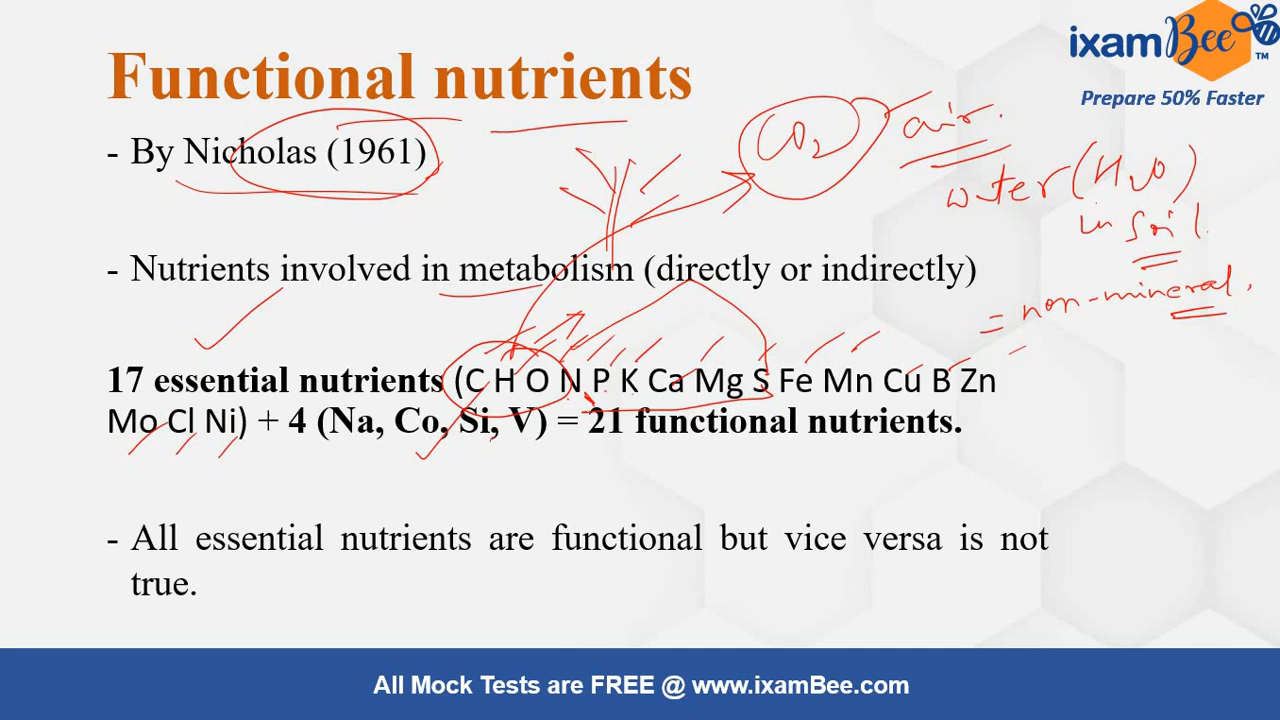 ixamBee™
Prepare 50% Faster
Functional nutrients
- By Nicholas (1961)
CO2
air.
water (H2O)
in soil.
- Nutrients involved in metabolism (directly or indirectly)
= non-mineral.
17 essential nutrients (C H O N P K Ca Mg S Fe Mn Cu B Zn
Mo Cl Ni) + 4 (Na, Co, Si, V) = 21 functional nutrients.
- All essential nutrients are functional but vice versa is not
true.
All Mock Tests are FREE @ www.ixamBee.com